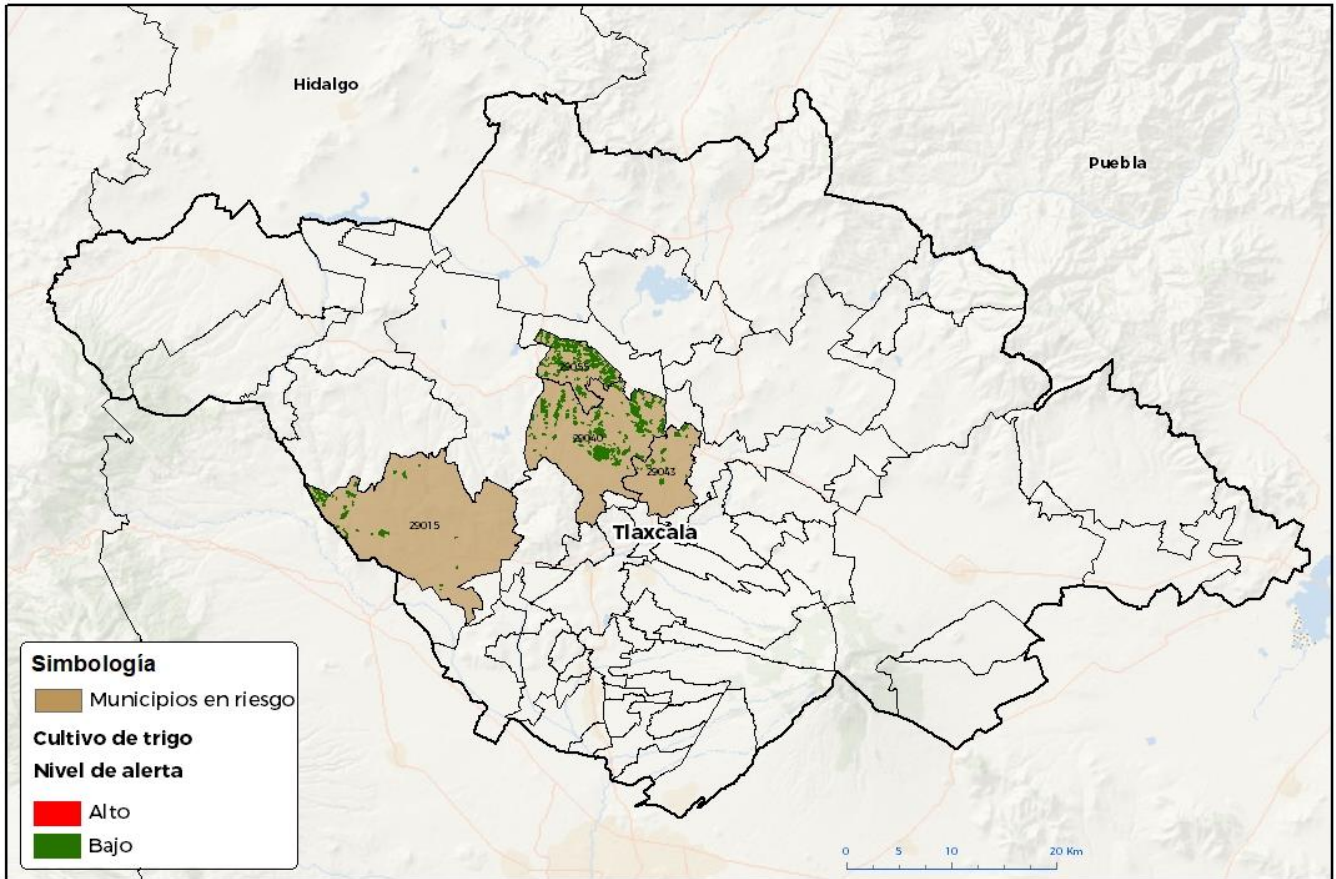 Hidalgo
Puebla
29040
29043
29015
Tlaxcala
Simbología
Municipios en riesgo
Cultivo de trigo
Nivel de alerta
Alto
Bajo
0 5 10 20 Km